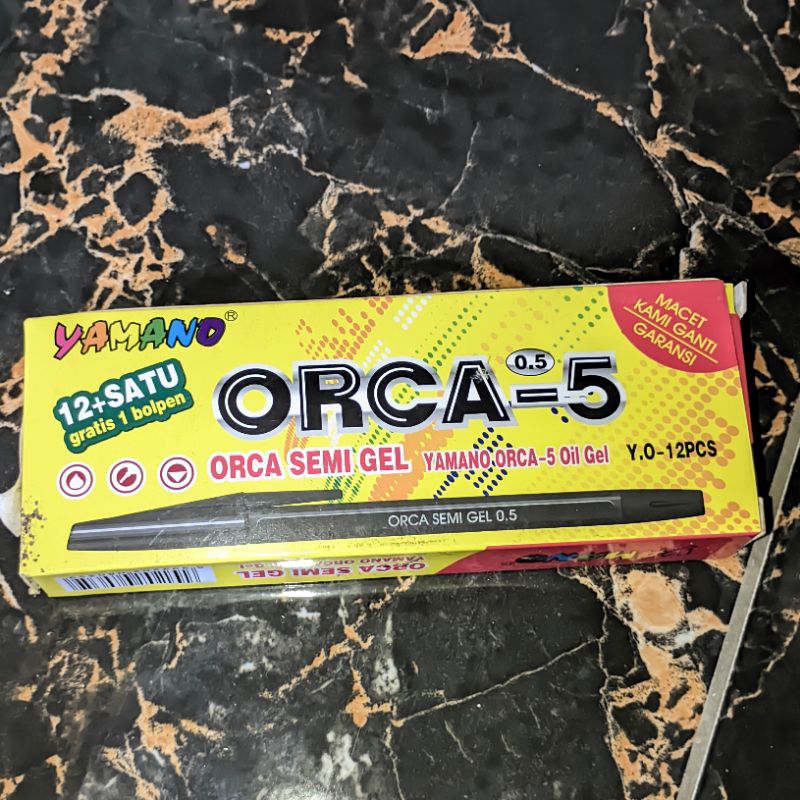 YAMANO®
12+SATU
gratis 1 bolpen
ORCA-5
0.5
MACET
KAMI GANTI
GARANSI
ORCA SEMI GEL YAMANO ORCA-5 Oil Gel Y.O-12PCS
ORCA SEMI GEL 0.5
ORCA SEMI GEL
YAMANO